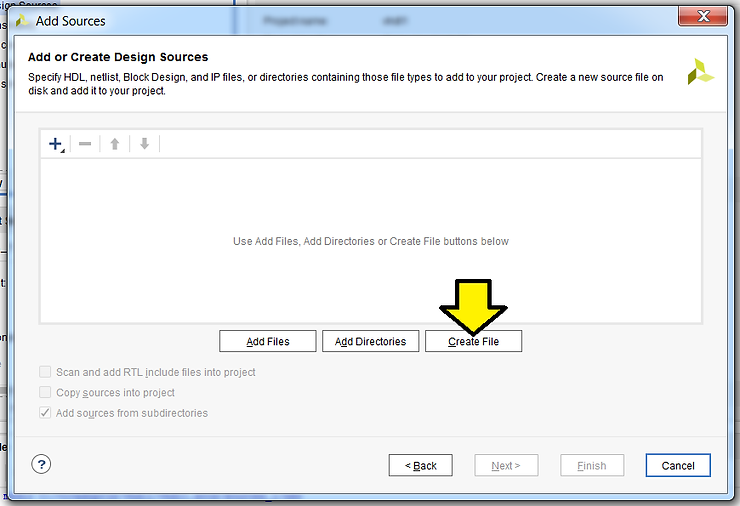 Add Sources
Add or Create Design Sources
Specify HDL, netlist, Block Design, and IP files, or directories containing those file types to add to your project. Create a new source file on
disk and add it to your project.
Use Add Files, Add Directories or Create File buttons below
Add Files Add Directories Create File
Scan and add RTL include files into project
Copy sources into project
Add sources from subdirectories
? < Back Next > Finish Cancel